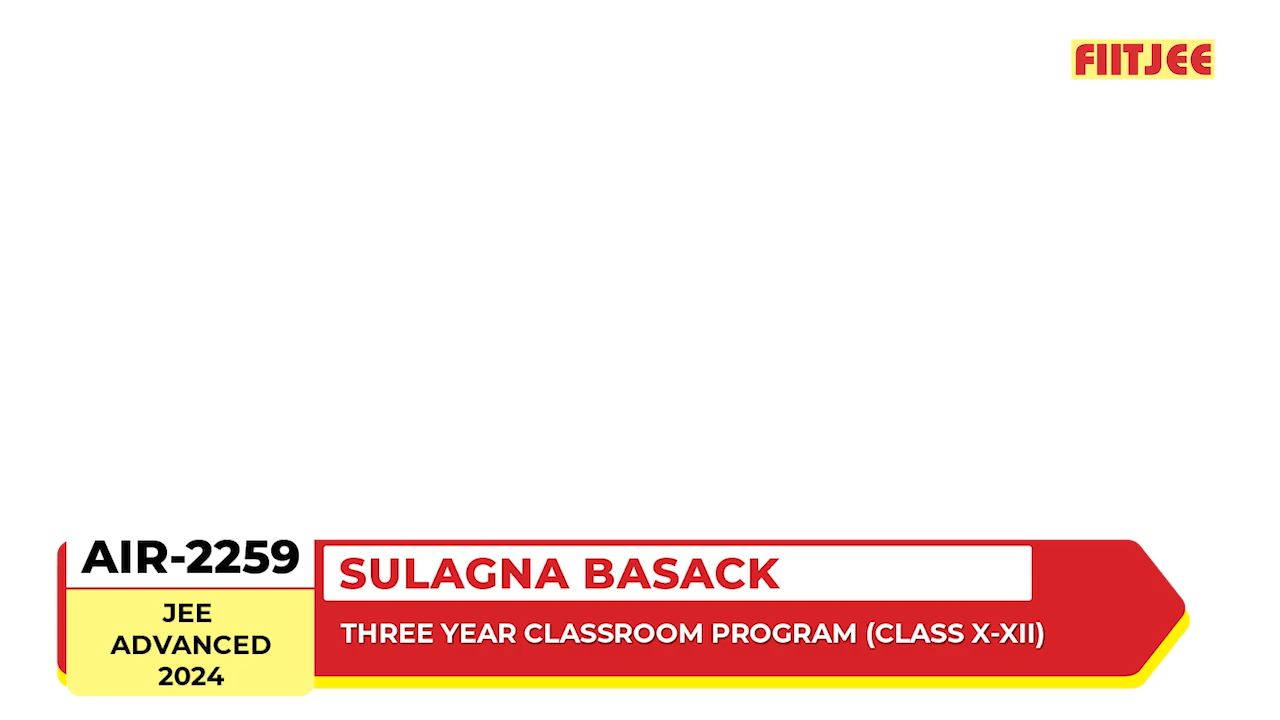 FIITJEE
AIR-2259
SULAGNA BASACK
THREE YEAR CLASSROOM PROGRAM (CLASS X-XII)
JEE
ADVANCED
2024